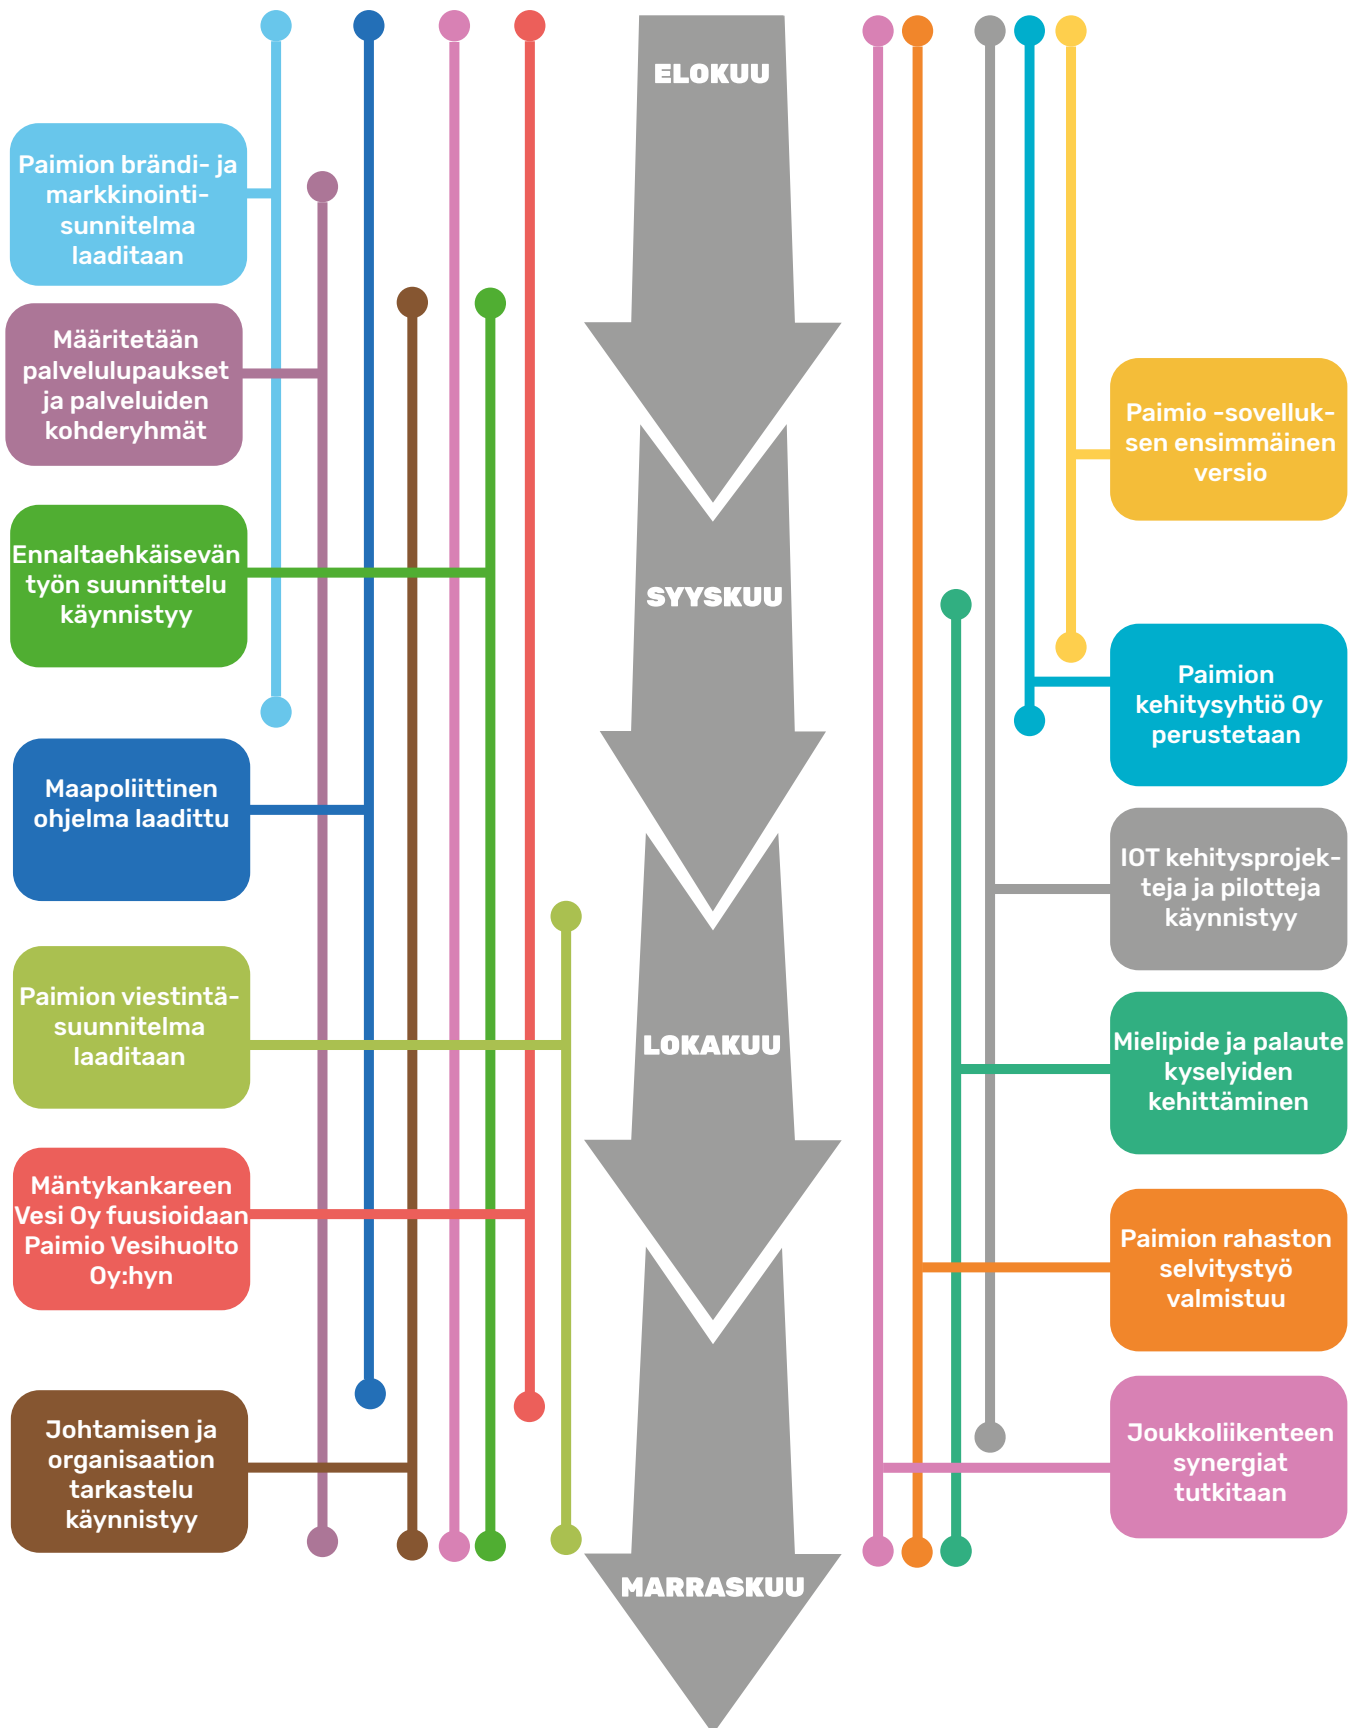 ELOKUU
SYYSKUU
LOKAKUU
MARRASKUU
Paimion brändi- ja
markkinointi-
sunnitelma
laaditaan
Määritetään
palvelulupaukset
ja palveluiden
kohderyhmät
Ennaltaehkäisevän
työn suunnittelu
käynnistyy
Maapoliittinen
ohjelma laadittu
Paimion viestintä-
suunnitelma
laaditaan
Mäntykankareen
Vesi Oy fuusioidaan
Paimio Vesihuolto
Oy:hyn
Johtamisen ja
organisaation
tarkastelu
käynnistyy
Paimio -sovelluk-
sen ensimmäinen
versio
Paimion
kehitysyhtiö Oy
perustetaan
IOT kehitysprojek-
teja ja pilotteja
käynnistyy
Mielipide ja palaute
kyselyiden
kehittäminen
Paimion rahaston
selvitystyö
valmistuu
Joukkoliikenteen
synergiat
tutkitaan